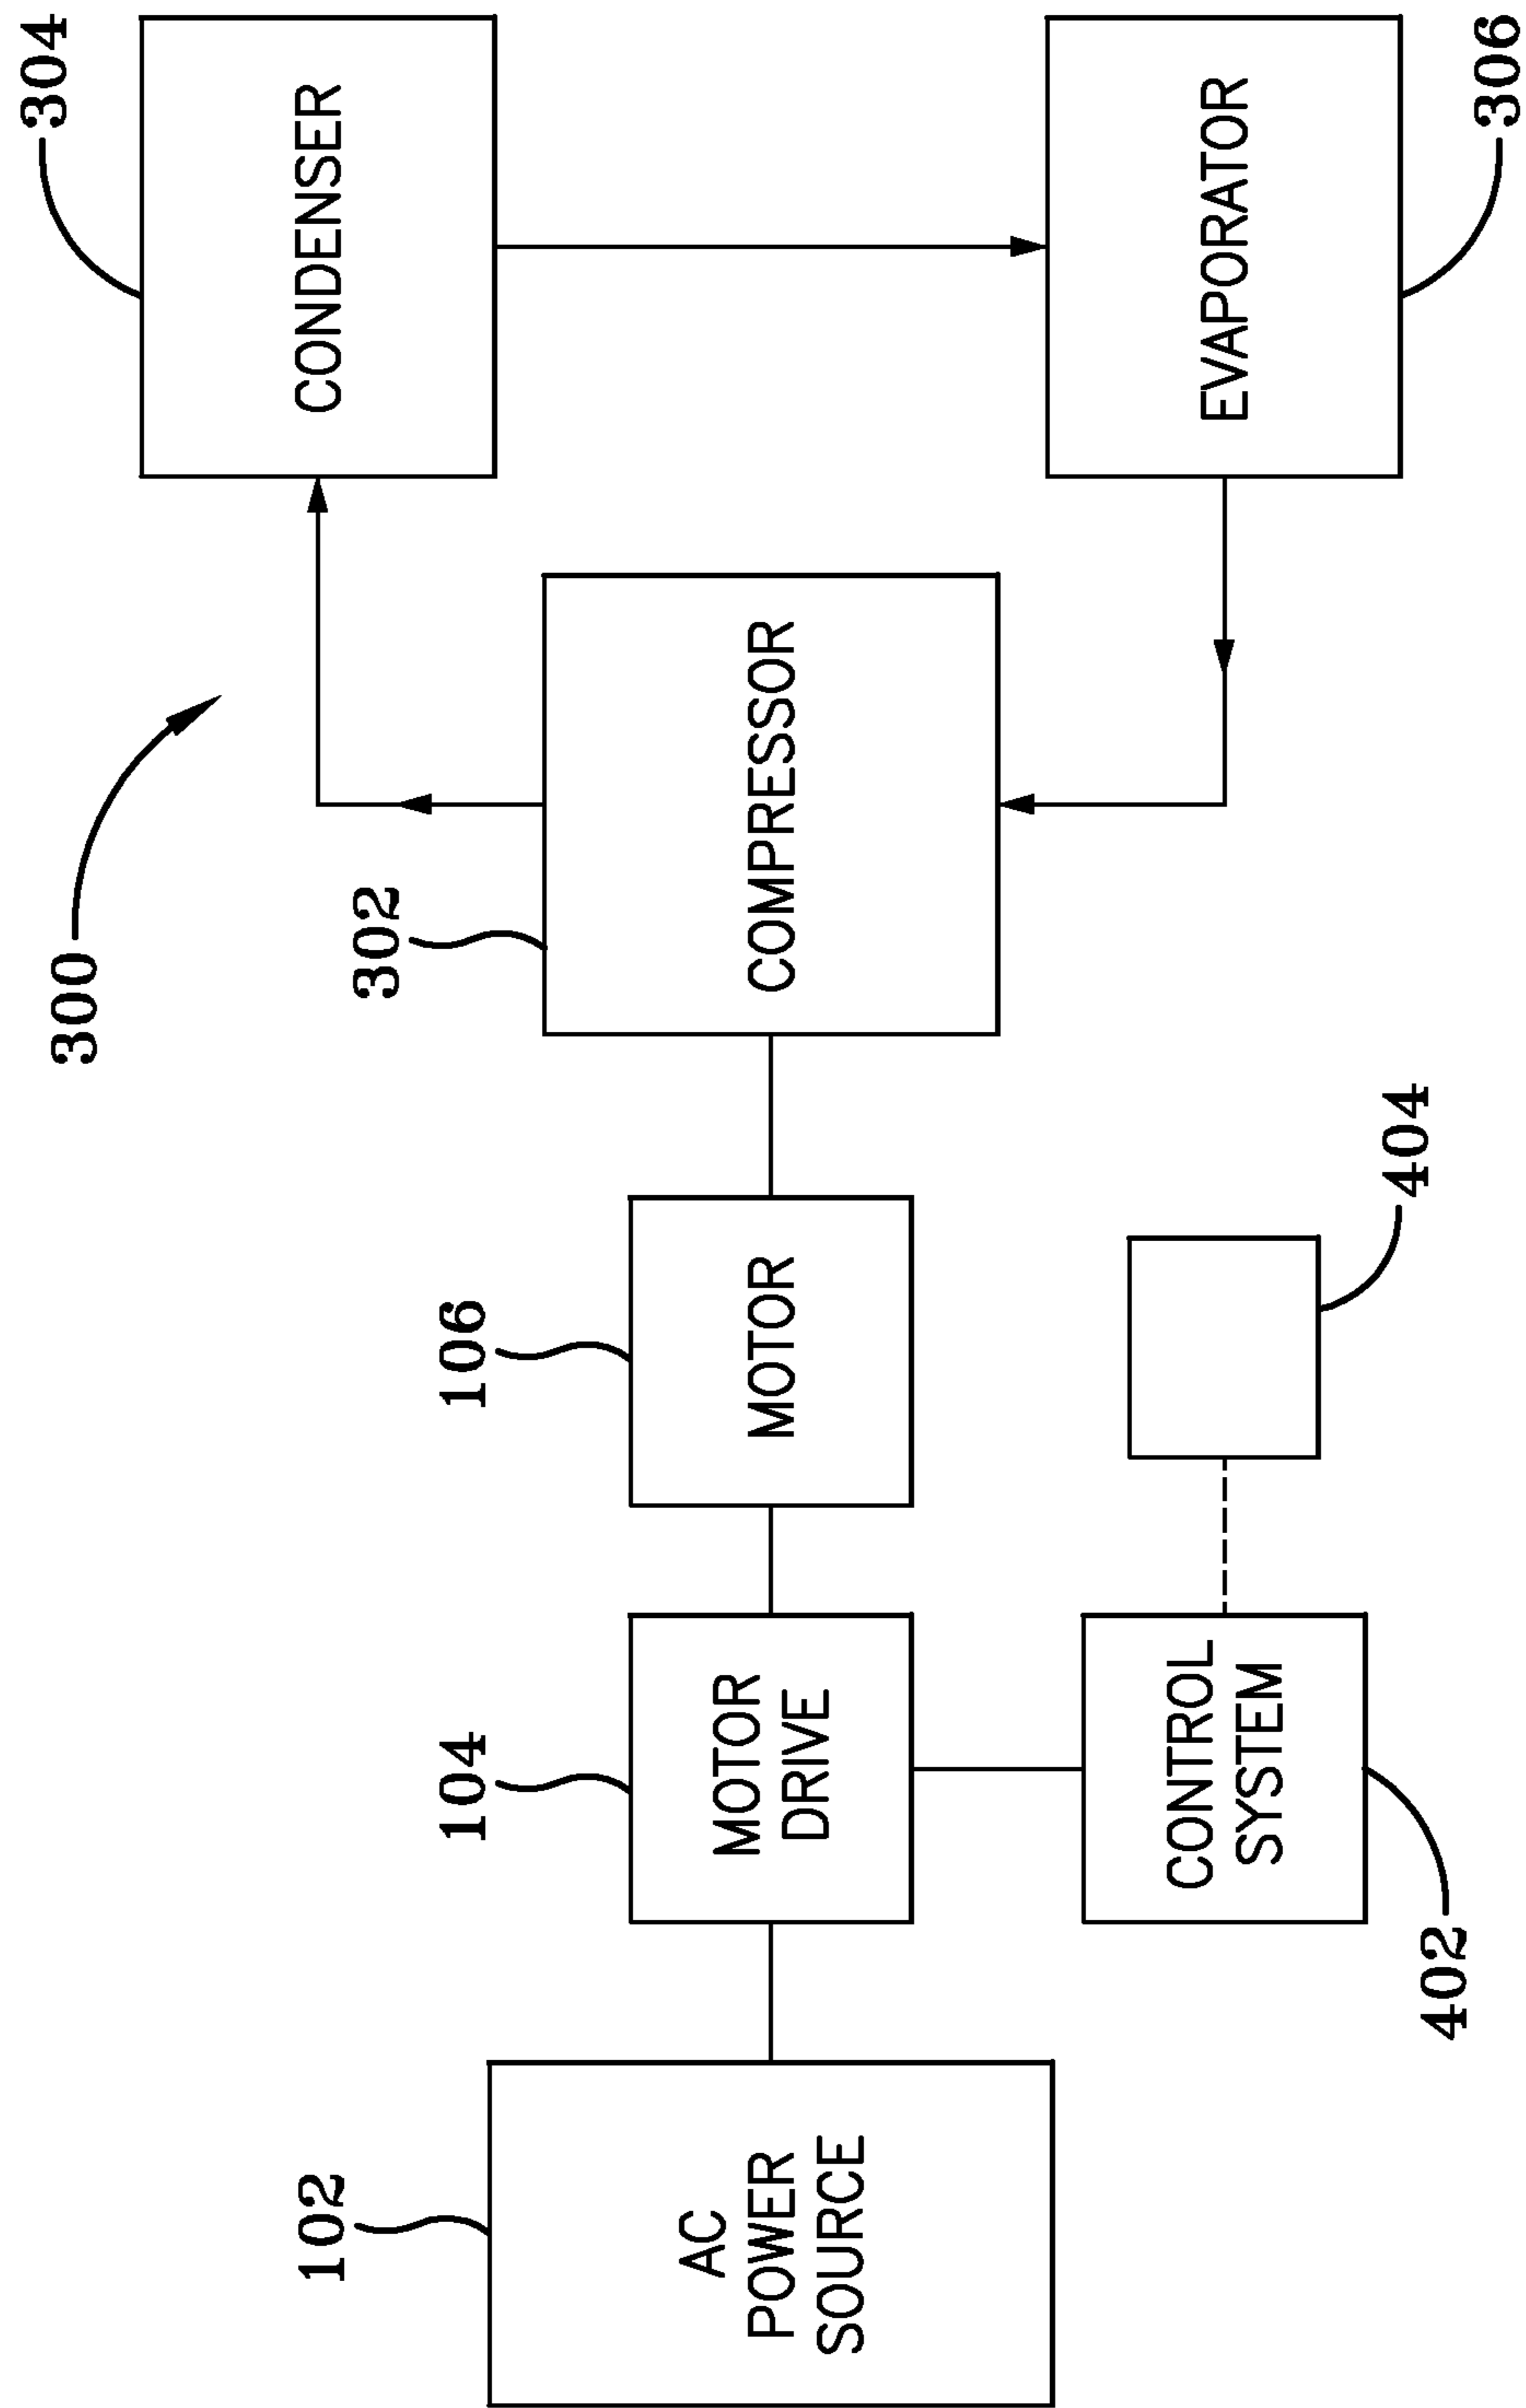 300
304
CONDENSER
302
COMPRESSOR
106
MOTOR
104
MOTOR
DRIVE
102
AC
POWER
SOURCE
CONTROL
SYSTEM
402
404
EVAPORATOR
306